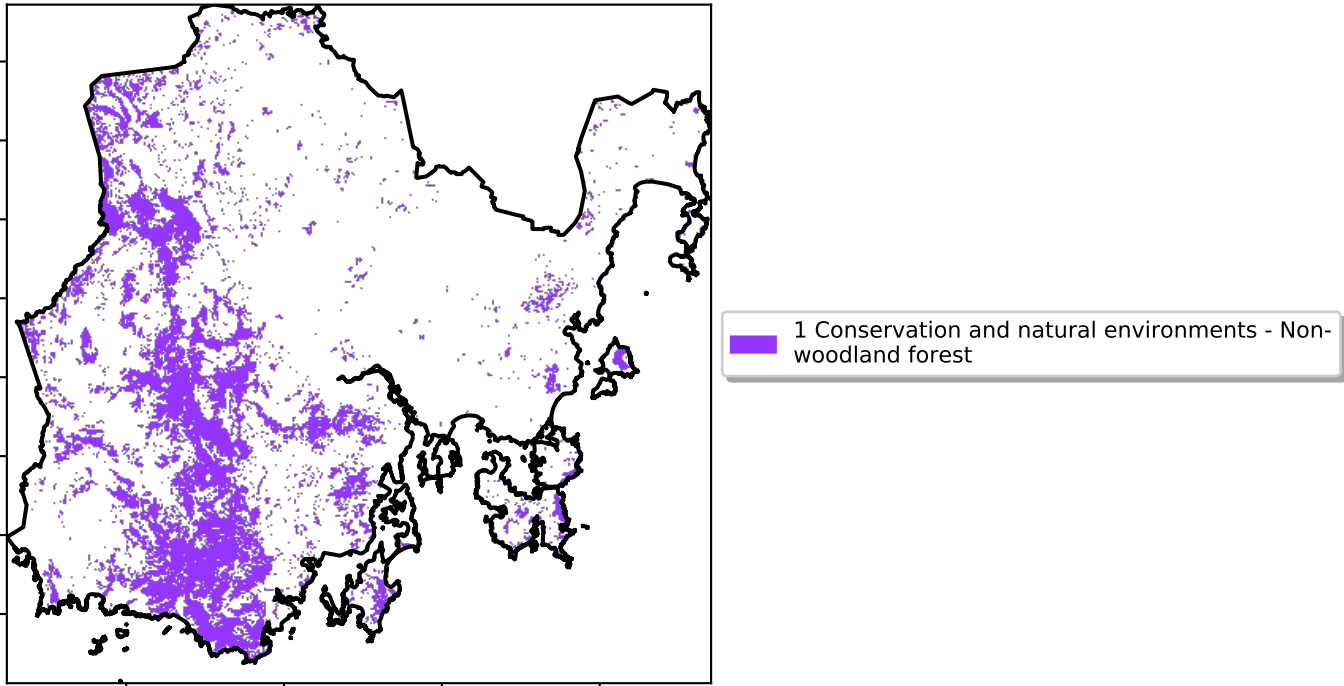 1 Conservation and natural environments - Non-
woodland forest